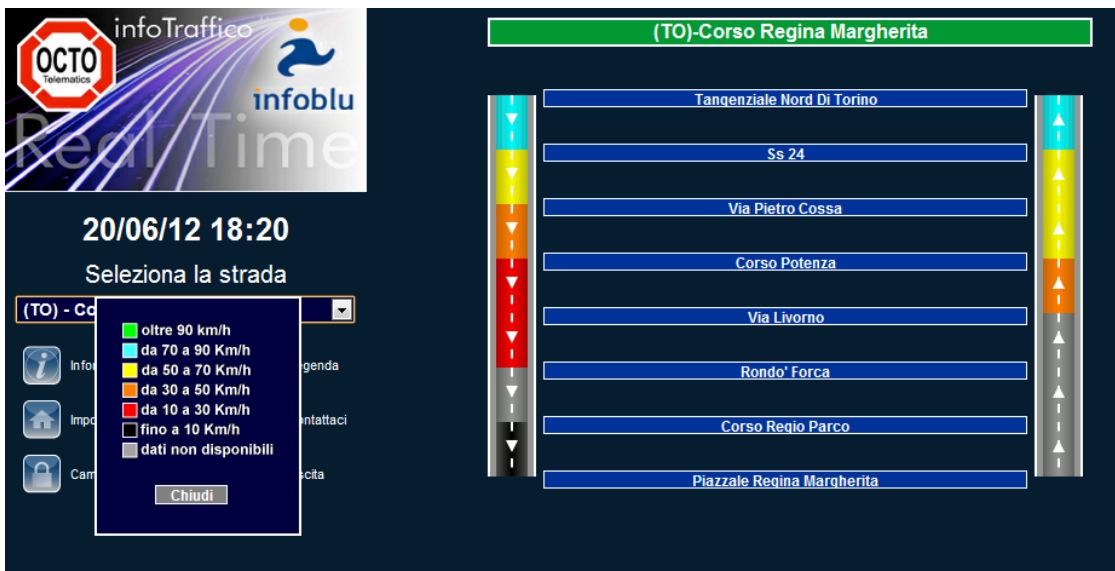 infoTraffico
OCTO
Telematics
infoblu
Real Time
20/06/12 18:20
Seleziona la strada
(TO) - Co
oltre 90 km/h
da 70 a 90 Km/h
da 50 a 70 Km/h
da 30 a 50 Km/h
da 10 a 30 Km/h
fino a 10 Km/h
dati non disponibili
Chiudi
Infor
egenda
Impo
ontattaci
Cam
scita
(TO)-Corso Regina Margherita
Tangenziale Nord Di Torino
Ss 24
Via Pietro Cossa
Corso Potenza
Via Livorno
Rondo' Forca
Corso Regio Parco
Piazzale Regina Margherita